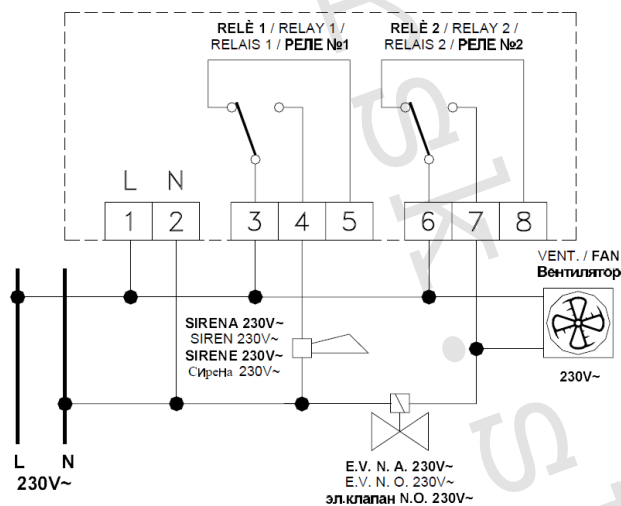 RELÈ 1 / RELAY 1 /
RELAIS 1 / РЕЛЕ №1
RELÈ 2 / RELAY 2 /
RELAIS 2 / РЕЛЕ №2
L N
1 2 3 4 5 6 7 8
VENT. / FAN
Вентилятор
230V~
SIRENA 230V~
SIREN 230V~
SIRENE 230V~
Сирена 230V~
L N
230V~
E.V. N. A. 230V~
E.V. N. O. 230V~
эл.клапан N.O. 230V~